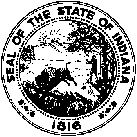 SEAL OF THE STATE OF INDIANA
1816